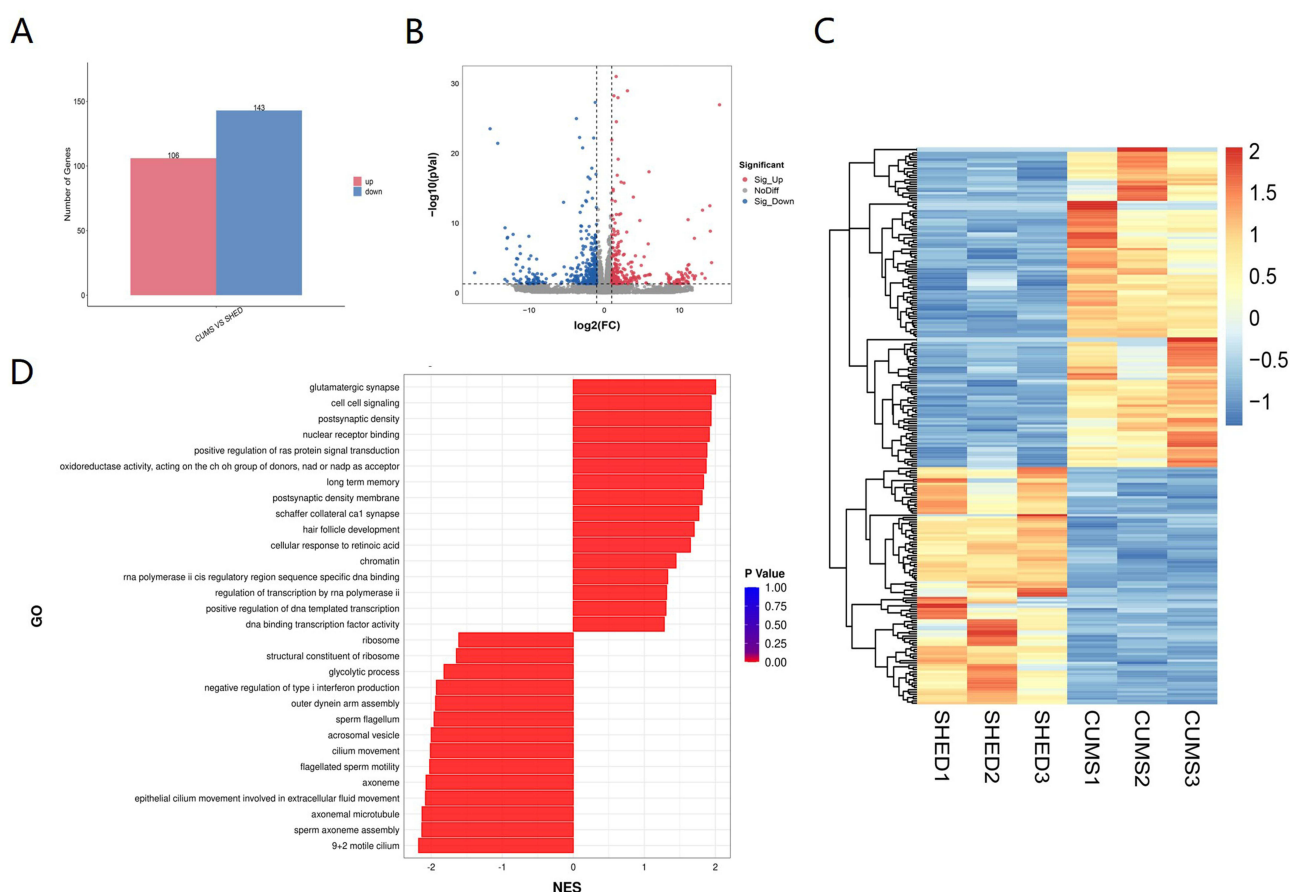 A
Number of Genes
150
100
50
0
106
143
CUMS VS SHED
up
down
B
−log10(pVal)
30
20
10
0
−10
0
10
log2(FC)
Significant
Sig_Up
NoDiff
Sig_Down
C
2
1.5
1
0.5
0
−0.5
−1
SHED1
SHED2
SHED3
CUMS1
CUMS2
CUMS3
D
GO
glutamergic synapse
cell cell signaling
postsynaptic density
nuclear receptor binding
positive regulation of ras protein signal transduction
oxidoreductase activity, acting on the ch oh group of donors, nad or nadp as acceptor
long term memory
postsynaptic density membrane
schaffer collateral ca1 synapse
hair follicle development
cellular response to retinoic acid
chromatin
rna polymerase ii cis regulatory region sequence specific dna binding
regulation of transcription by rna polymerase ii
positive regulation of dna templated transcription
dna binding transcription factor activity
ribosome
structural constituent of ribosome
glycolytic process
negative regulation of type i interferon production
outer dynein arm assembly
sperm flagellum
acrosomal vesicle
cilium movement
flagellated sperm motility
axoneme
epithelial cilium movement involved in extracellular fluid movement
axonemal microtubule
sperm axoneme assembly
9+2 motile cilium
-2
-1
0
1
2
NES
P Value
1.00
0.75
0.50
0.25
0.00